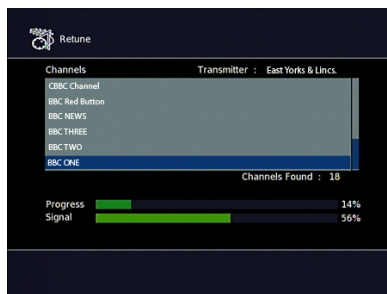 Retune
Channels Transmitter : East Yorks & Lincs.
CBBC Channel
BBC Red Button
BBC NEWS
BBC THREE
BBC TWO
BBC ONE
Channels Found : 18
Progress 14%
Signal 56%